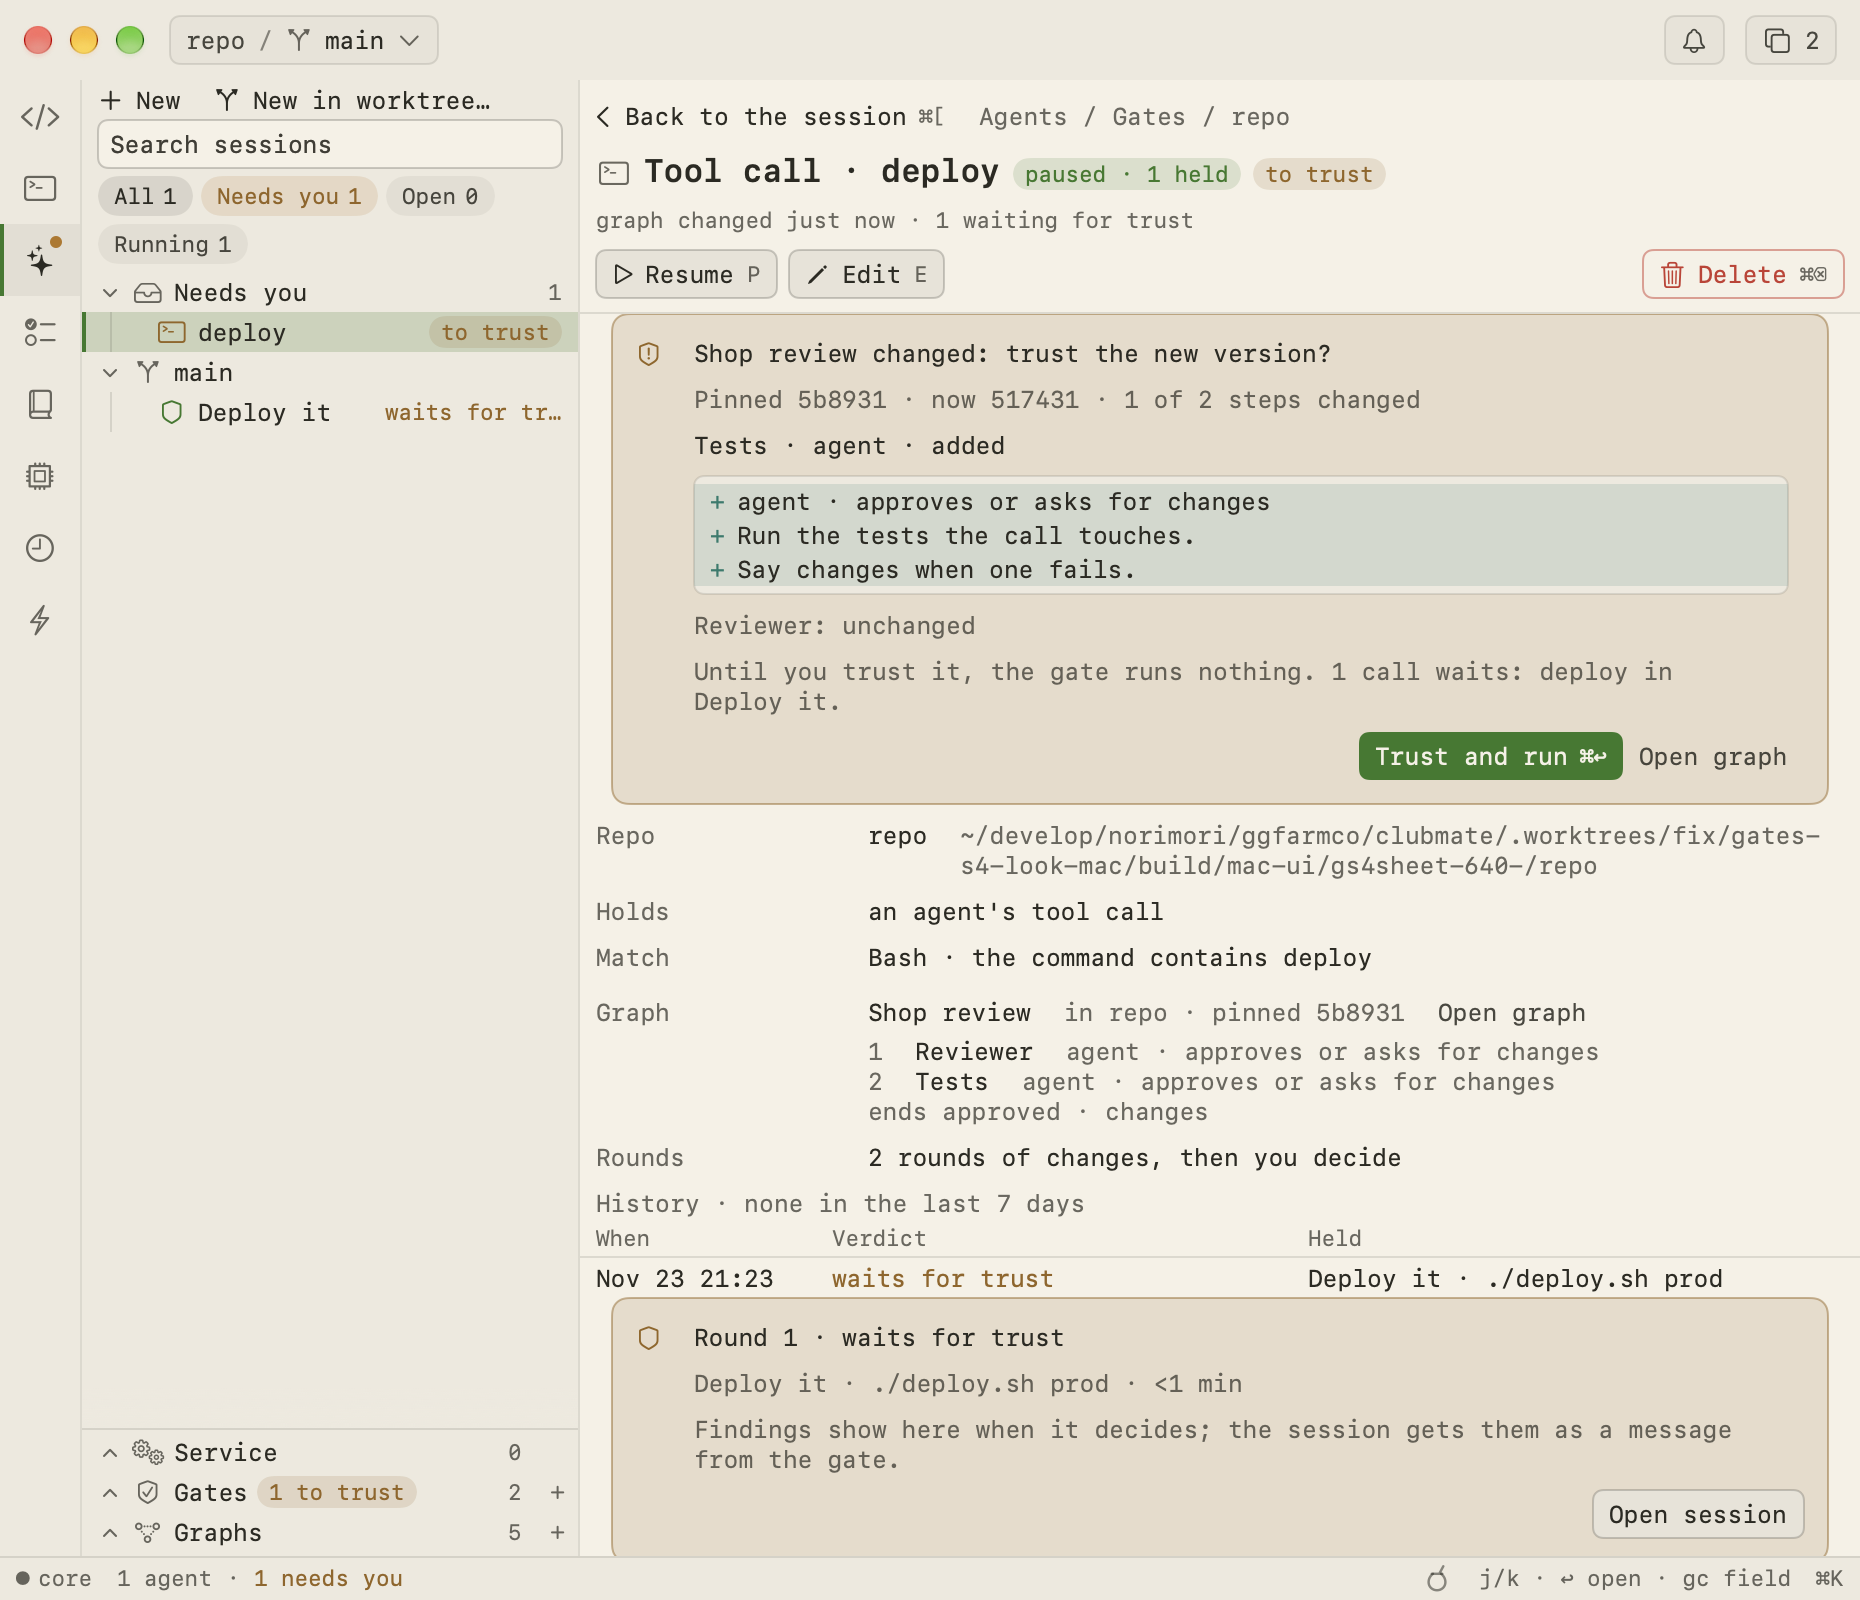 repo / main
2
New New in worktree…
Search sessions
All 1 Needs you 1 Open 0
Running 1
Needs you 1
deploy to trust
main
Deploy it waits for tr…
Service 0
Gates 1 to trust 2 +
Graphs 5 +
Back to the session ⌘[ Agents / Gates / repo
Tool call · deploy paused · 1 held to trust
graph changed just now · 1 waiting for trust
Resume P Edit E Delete ⌘⌫
Shop review changed: trust the new version?
Pinned 5b8931 · now 517431 · 1 of 2 steps changed
Tests · agent · added
+ agent · approves or asks for changes
+ Run the tests the call touches.
+ Say changes when one fails.
Reviewer: unchanged
Until you trust it, the gate runs nothing. 1 call waits: deploy in
Deploy it.
Trust and run ⌘↩ Open graph
Repo repo ~/develop/norimori/ggfarmco/clubmate/.worktrees/fix/gates-
s4-look-mac/build/mac-ui/gs4sheet-640-/repo
Holds an agent's tool call
Match Bash · the command contains deploy
Graph Shop review in repo · pinned 5b8931 Open graph
1 Reviewer agent · approves or asks for changes
2 Tests agent · approves or asks for changes
ends approved · changes
Rounds 2 rounds of changes, then you decide
History · none in the last 7 days
When Verdict Held
Nov 23 21:23 waits for trust Deploy it · ./deploy.sh prod
Round 1 · waits for trust
Deploy it · ./deploy.sh prod · <1 min
Findings show here when it decides; the session gets them as a message
from the gate.
Open session
core 1 agent · 1 needs you
j/k · ↩ open · gc field ⌘K